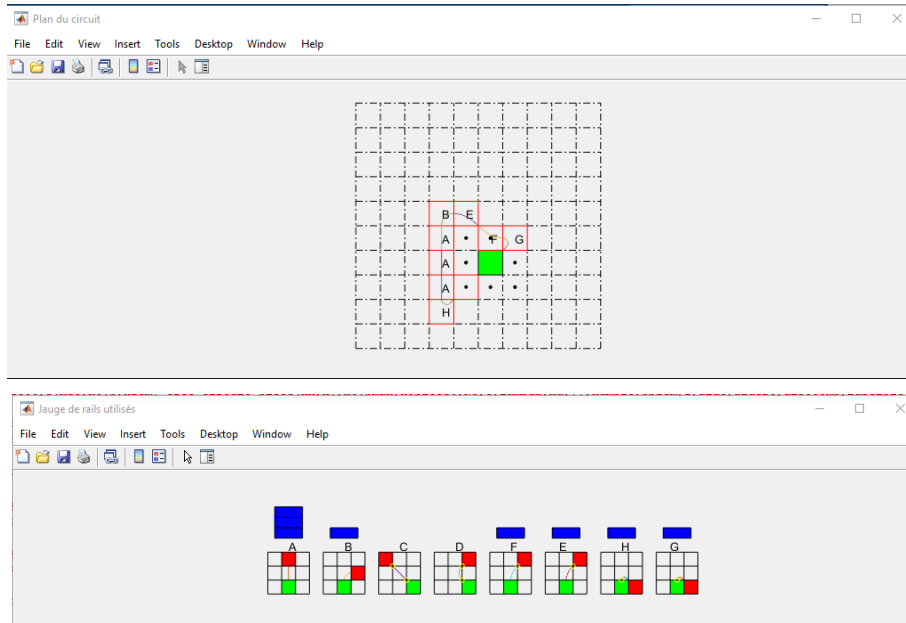 Plan du circuit
File Edit View Insert Tools Desktop Window Help
B E
A F G
A
A
H
Jauge de rails utilisés
File Edit View Insert Tools Desktop Window Help
A B C D F E H G